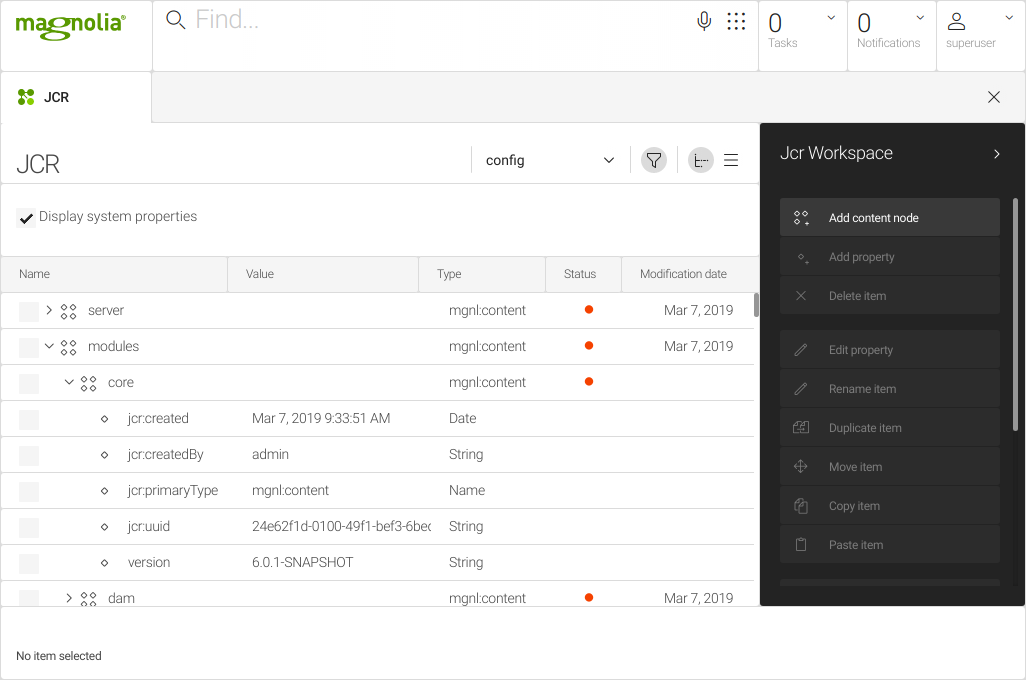 magnolia®
Find...
0
Tasks
0
Notifications
superuser
JCR
JCR
config
Display system properties
Name Value Type Status Modification date
server mgnl:content Mar 7, 2019
modules mgnl:content Mar 7, 2019
core mgnl:content
jcr:created Mar 7, 2019 9:33:51 AM Date
jcr:createdBy admin String
jcr:primaryType mgnl:content Name
jcr:uuid 24e62f1d-0100-49f1-bef3-6bec String
version 6.0.1-SNAPSHOT String
dam mgnl:content Mar 7, 2019
Jcr Workspace
Add content node
Add property
Delete item
Edit property
Rename item
Duplicate item
Move item
Copy item
Paste item
No item selected